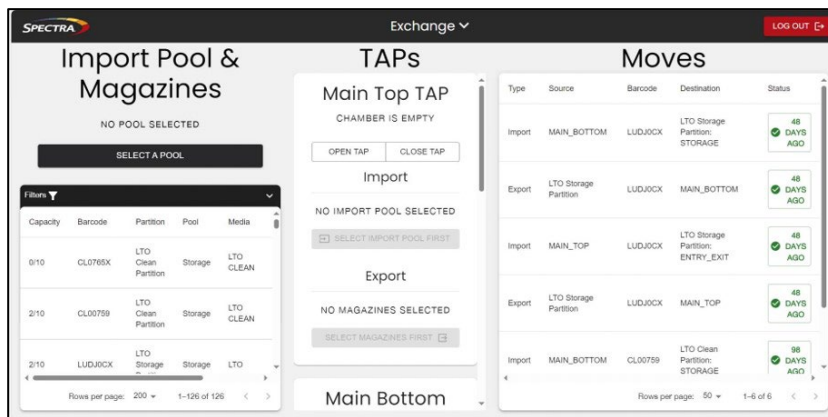 SPECTRA
Exchange
LOG OUT
Import Pool &
Magazines
NO POOL SELECTED
SELECT A POOL
Filters
Capacity Barcode Partition Pool Media
0/10 CL0765X LTO Clean Partition Storage LTO CLEAN
2/10 CL00759 LTO Clean Partition Storage LTO CLEAN
2/10 LUDJ0CX LTO Storage Storage LTO
Rows per page: 200 1–126 of 126
TAPs
Main Top TAP
CHAMBER IS EMPTY
OPEN TAP CLOSE TAP
Import
NO IMPORT POOL SELECTED
SELECT IMPORT POOL FIRST
Export
NO MAGAZINES SELECTED
SELECT MAGAZINES FIRST
Main Bottom
Moves
Type Source Barcode Destination Status
Import MAIN_BOTTOM LUDJ0CX LTO Storage Partition: STORAGE 48 DAYS AGO
Export LTO Storage Partition LUDJ0CX MAIN_BOTTOM 48 DAYS AGO
Import MAIN_TOP LUDJ0CX LTO Storage Partition: ENTRY_EXIT 48 DAYS AGO
Export LTO Storage Partition LUDJ0CX MAIN_TOP 48 DAYS AGO
Import MAIN_BOTTOM CL00759 LTO Clean Partition: STORAGE 98 DAYS AGO
Rows per page: 50 1–6 of 6